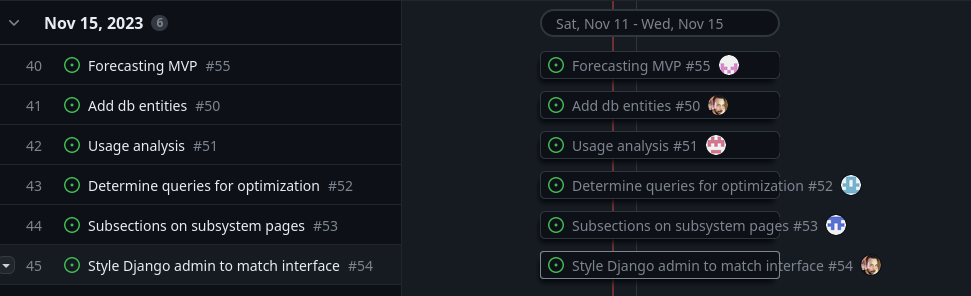 Nov 15, 2023 6 Sat, Nov 11 - Wed, Nov 15
40 Forecasting MVP #55 Forecasting MVP #55
41 Add db entities #50 Add db entities #50
42 Usage analysis #51 Usage analysis #51
43 Determine queries for optimization #52 Determine queries for optimization #52
44 Subsections on subsystem pages #53 Subsections on subsystem pages #53
45 Style Django admin to match interface #54 Style Django admin to match interface #54